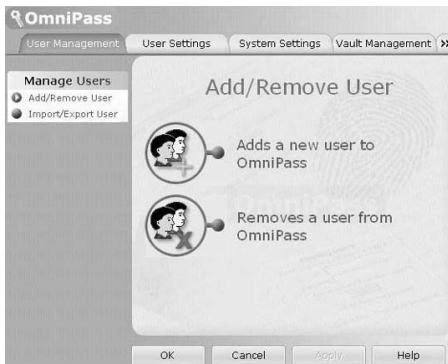 OmniPass
User Management
User Settings
System Settings
Vault Management
Manage Users
Add/Remove User
Import/Export User
Add/Remove User
Adds a new user to
OmniPass
Removes a user from
OmniPass
OmniPass
OK
Cancel
Apply
Help